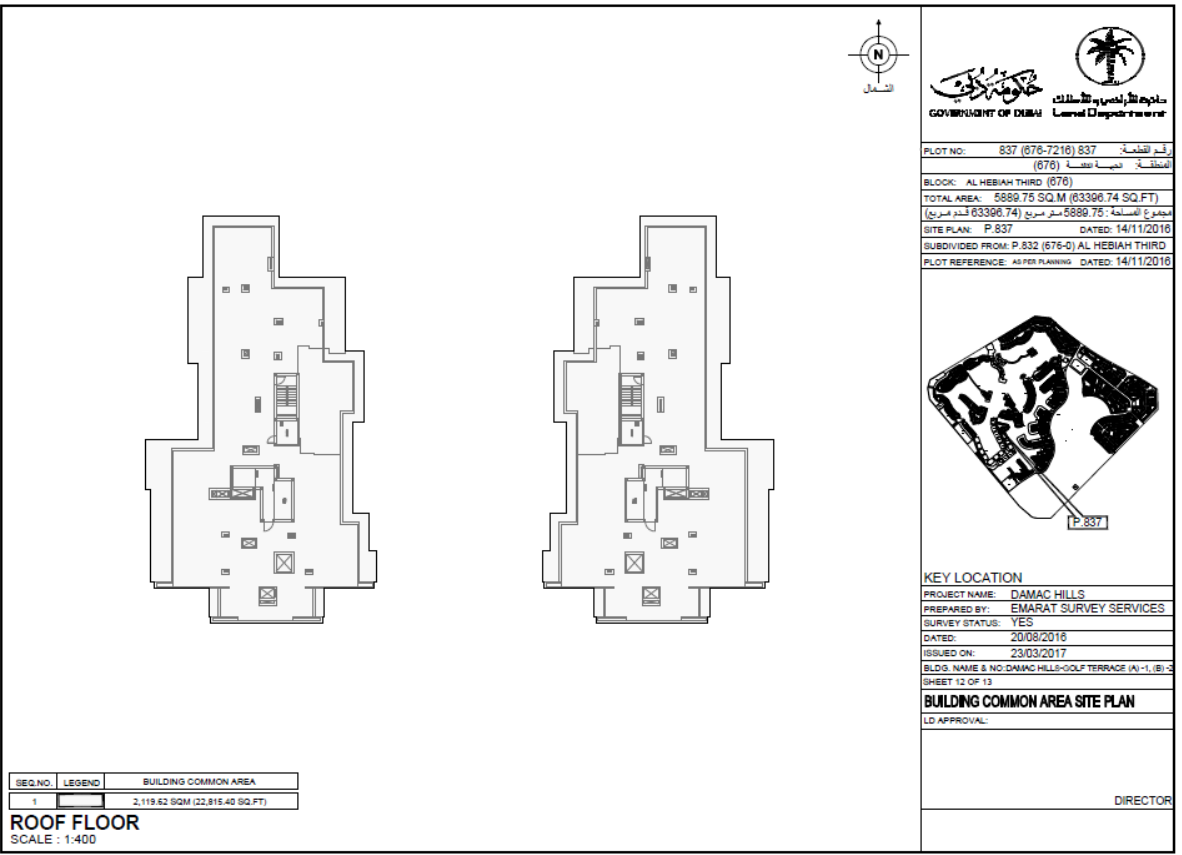 N
الشمال
حكومة دبي
GOVERNMENT OF DUBAI
دائرة الأراضي والأملاك
Land Department
PLOT NO: 837 (676-7216) 837 رقم القطعة:
المنطقة: الحبيه الثالثة (676)
BLOCK: AL HEBIAH THIRD (676)
TOTAL AREA: 5889.75 SQ.M (63396.74 SQ.FT)
مجموع المساحة : 5889.75 متر مربع (63396.74 قدم مربع)
SITE PLAN: P.837 DATED: 14/11/2016
SUBDIVIDED FROM: P.832 (676-0) AL HEBIAH THIRD
PLOT REFERENCE: AS PER PLANNING DATED: 14/11/2016
P.837
KEY LOCATION
PROJECT NAME: DAMAC HILLS
PREPARED BY: EMARAT SURVEY SERVICES
SURVEY STATUS: YES
DATED: 20/08/2016
ISSUED ON: 23/03/2017
BLDG. NAME & NO:DAMAC HILLS-GOLF TERRACE (A) -1, (B) -2
SHEET 12 OF 13
BUILDING COMMON AREA SITE PLAN
LD APPROVAL:
DIRECTOR
SEQ.NO. LEGEND BUILDING COMMON AREA
1 2,119.62 SQM (22,815.40 SQ.FT)
ROOF FLOOR
SCALE : 1:400